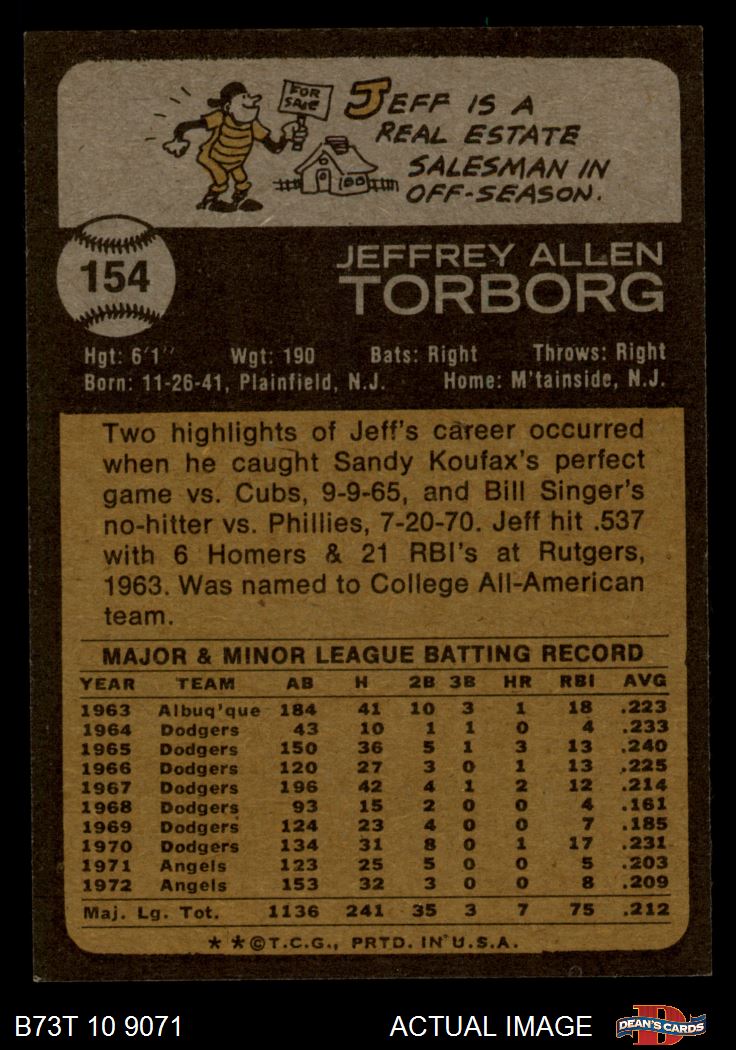 FOR SALE
JEFF IS A
REAL ESTATE
SALESMAN IN
OFF-SEASON.
154
JEFFREY ALLEN
TORBORG
Hgt: 6'1" Wgt: 190 Bats: Right Throws: Right
Born: 11-26-41, Plainfield, N.J. Home: M'tainside, N.J.
Two highlights of Jeff's career occurred
when he caught Sandy Koufax's perfect
game vs. Cubs, 9-9-65, and Bill Singer's
no-hitter vs. Phillies, 7-20-70. Jeff hit .537
with 6 Homers & 21 RBI's at Rutgers,
1963. Was named to College All-American
team.
MAJOR & MINOR LEAGUE BATTING RECORD
YEAR TEAM AB H 2B 3B HR RBI AVG
1963 Albuq'que 184 41 10 3 1 18 .223
1964 Dodgers 43 10 1 1 0 4 .233
1965 Dodgers 150 36 5 1 3 13 .240
1966 Dodgers 120 27 3 0 1 13 .225
1967 Dodgers 196 42 4 1 2 12 .214
1968 Dodgers 93 15 2 0 0 4 .161
1969 Dodgers 124 23 4 0 0 7 .185
1970 Dodgers 134 31 8 0 1 17 .231
1971 Angels 123 25 5 0 0 5 .203
1972 Angels 153 32 3 0 0 8 .209
Maj. Lg. Tot. 1136 241 35 3 7 75 .212
* *©T.C.G., PRTD. IN U.S.A.
B73T 10 9071 ACTUAL IMAGE D DEAN'S CARDS